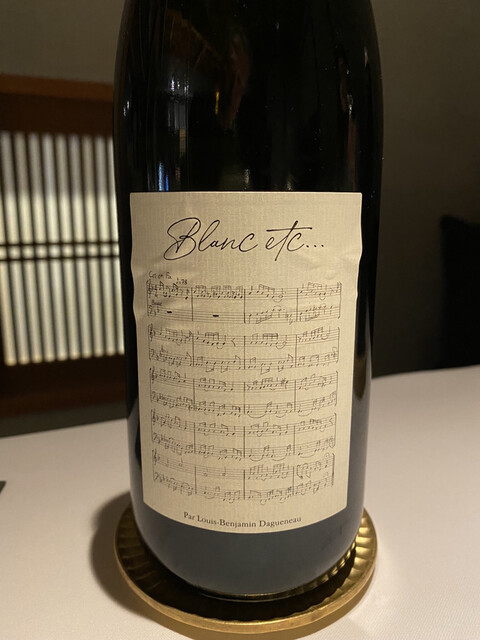 Blanc etc...
Par Louis-Benjamin Dagueneau